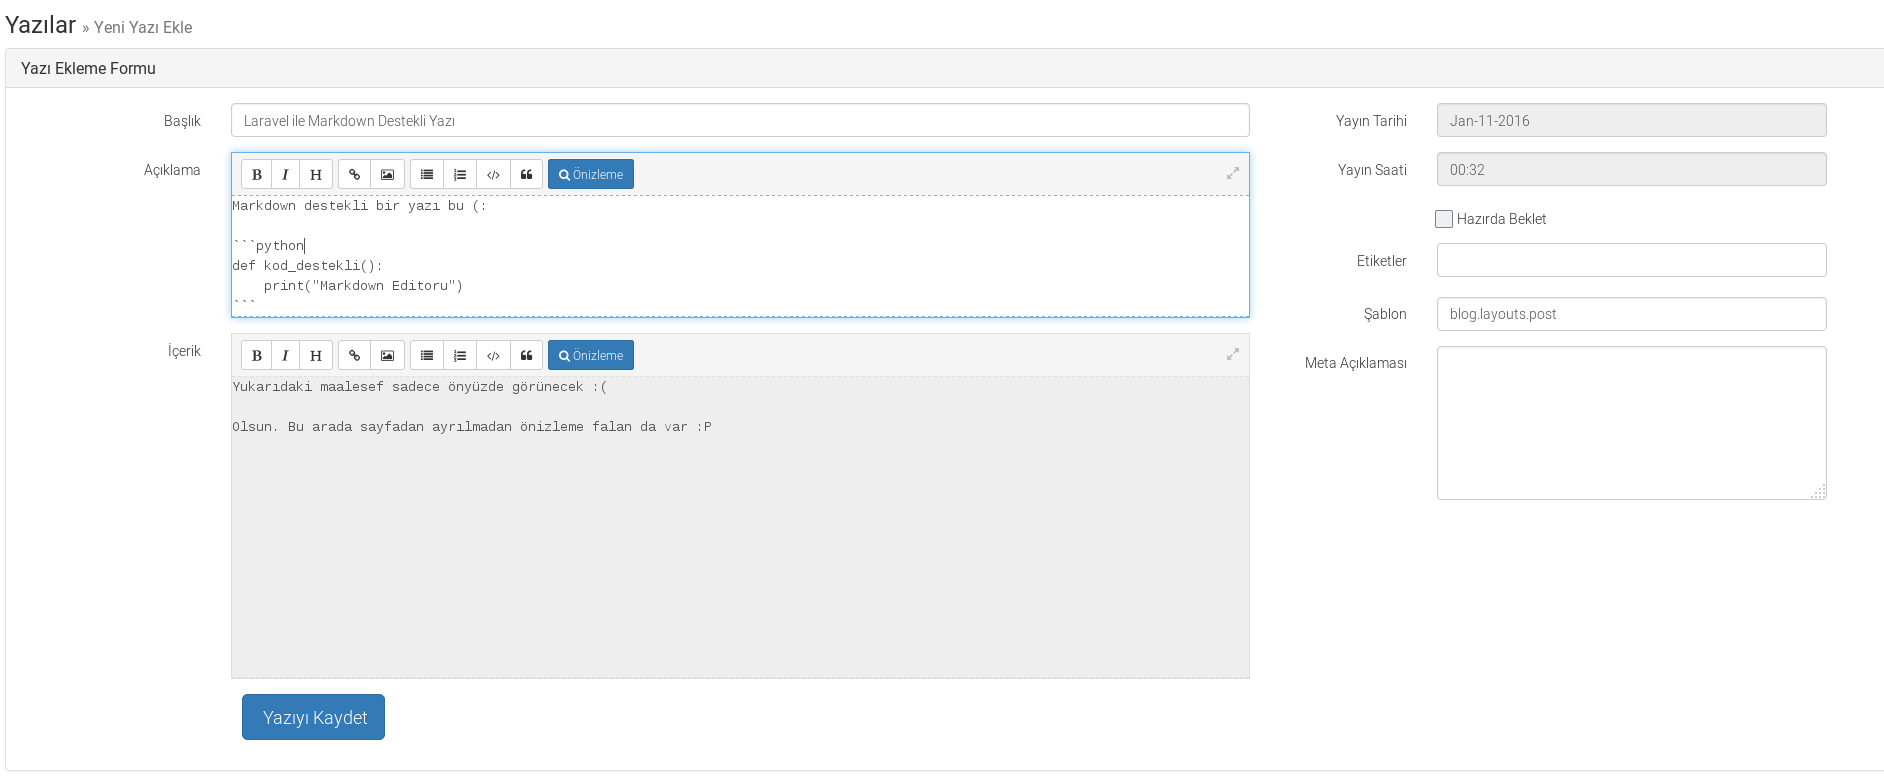 Yazılar » Yeni Yazı Ekle
Yazı Ekleme Formu
Başlık
Laravel ile Markdown Destekli Yazı
Açıklama
B I H Önizleme
Markdown destekli bir yazı bu (:
```python
def kod_destekli():
    print("Markdown Editoru")
```
İçerik
B I H Önizleme
Yukarıdaki maalesef sadece önyüzde görünecek :(
Olsun. Bu arada sayfadan ayrılmadan önizleme falan da var :P
Yazıyı Kaydet
Yayın Tarihi
Jan-11-2016
Yayın Saati
00:32
Hazırda Beklet
Etiketler
Şablon
blog.layouts.post
Meta Açıklaması